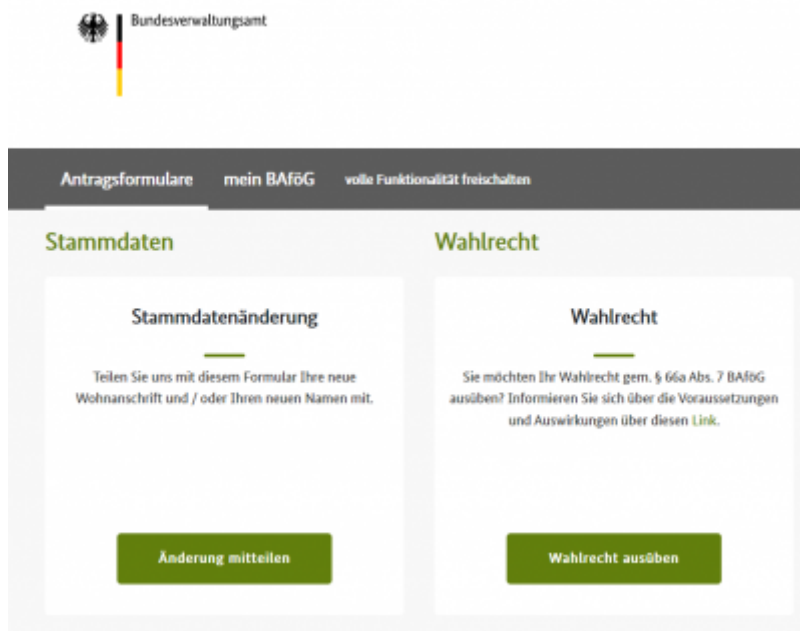 Bundesverwaltungsamt
Antragsformulare mein BAföG volle Funktionalität freischalten
Stammdaten
Stammdatenänderung
Teilen Sie uns mit diesem Formular Ihre neue
Wohnanschrift und / oder Ihren neuen Namen mit.
Änderung mitteilen
Wahlrecht
Wahlrecht
Sie möchten Ihr Wahlrecht gem. § 66a Abs. 7 BAföG
ausüben? Informieren Sie sich über die Voraussetzungen
und Auswirkungen über diesen Link.
Wahlrecht ausüben